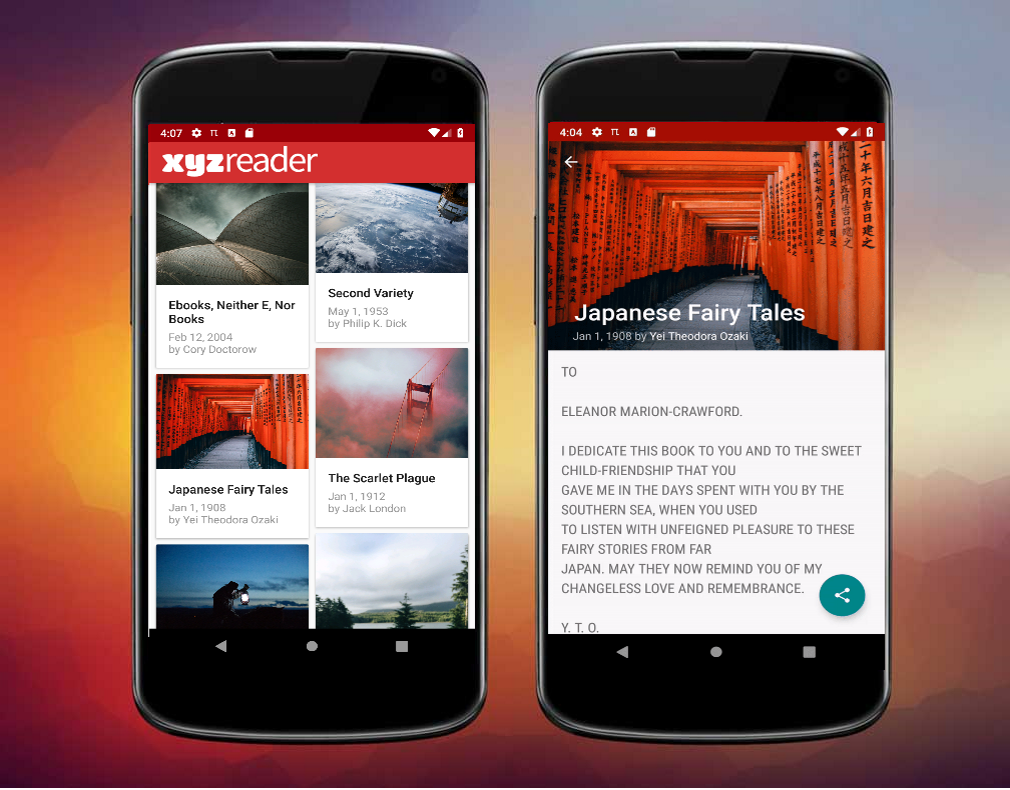 4:07
xyzreader
Ebooks, Neither E, Nor
Books
Feb 12, 2004
by Cory Doctorow
Second Variety
May 1, 1953
by Philip K. Dick
Japanese Fairy Tales
Jan 1, 1908
by Yei Theodora Ozaki
The Scarlet Plague
Jan 1, 1912
by Jack London
4:04
Japanese Fairy Tales
Jan 1, 1908 by Yei Theodora Ozaki
TO
ELEANOR MARION-CRAWFORD.
I DEDICATE THIS BOOK TO YOU AND TO THE SWEET
CHILD-FRIENDSHIP THAT YOU
GAVE ME IN THE DAYS SPENT WITH YOU BY THE
SOUTHERN SEA, WHEN YOU USED
TO LISTEN WITH UNFEIGNED PLEASURE TO THESE
FAIRY STORIES FROM FAR
JAPAN. MAY THEY NOW REMIND YOU OF MY
CHANGELESS LOVE AND REMEMBRANCE.
Y. T. O.